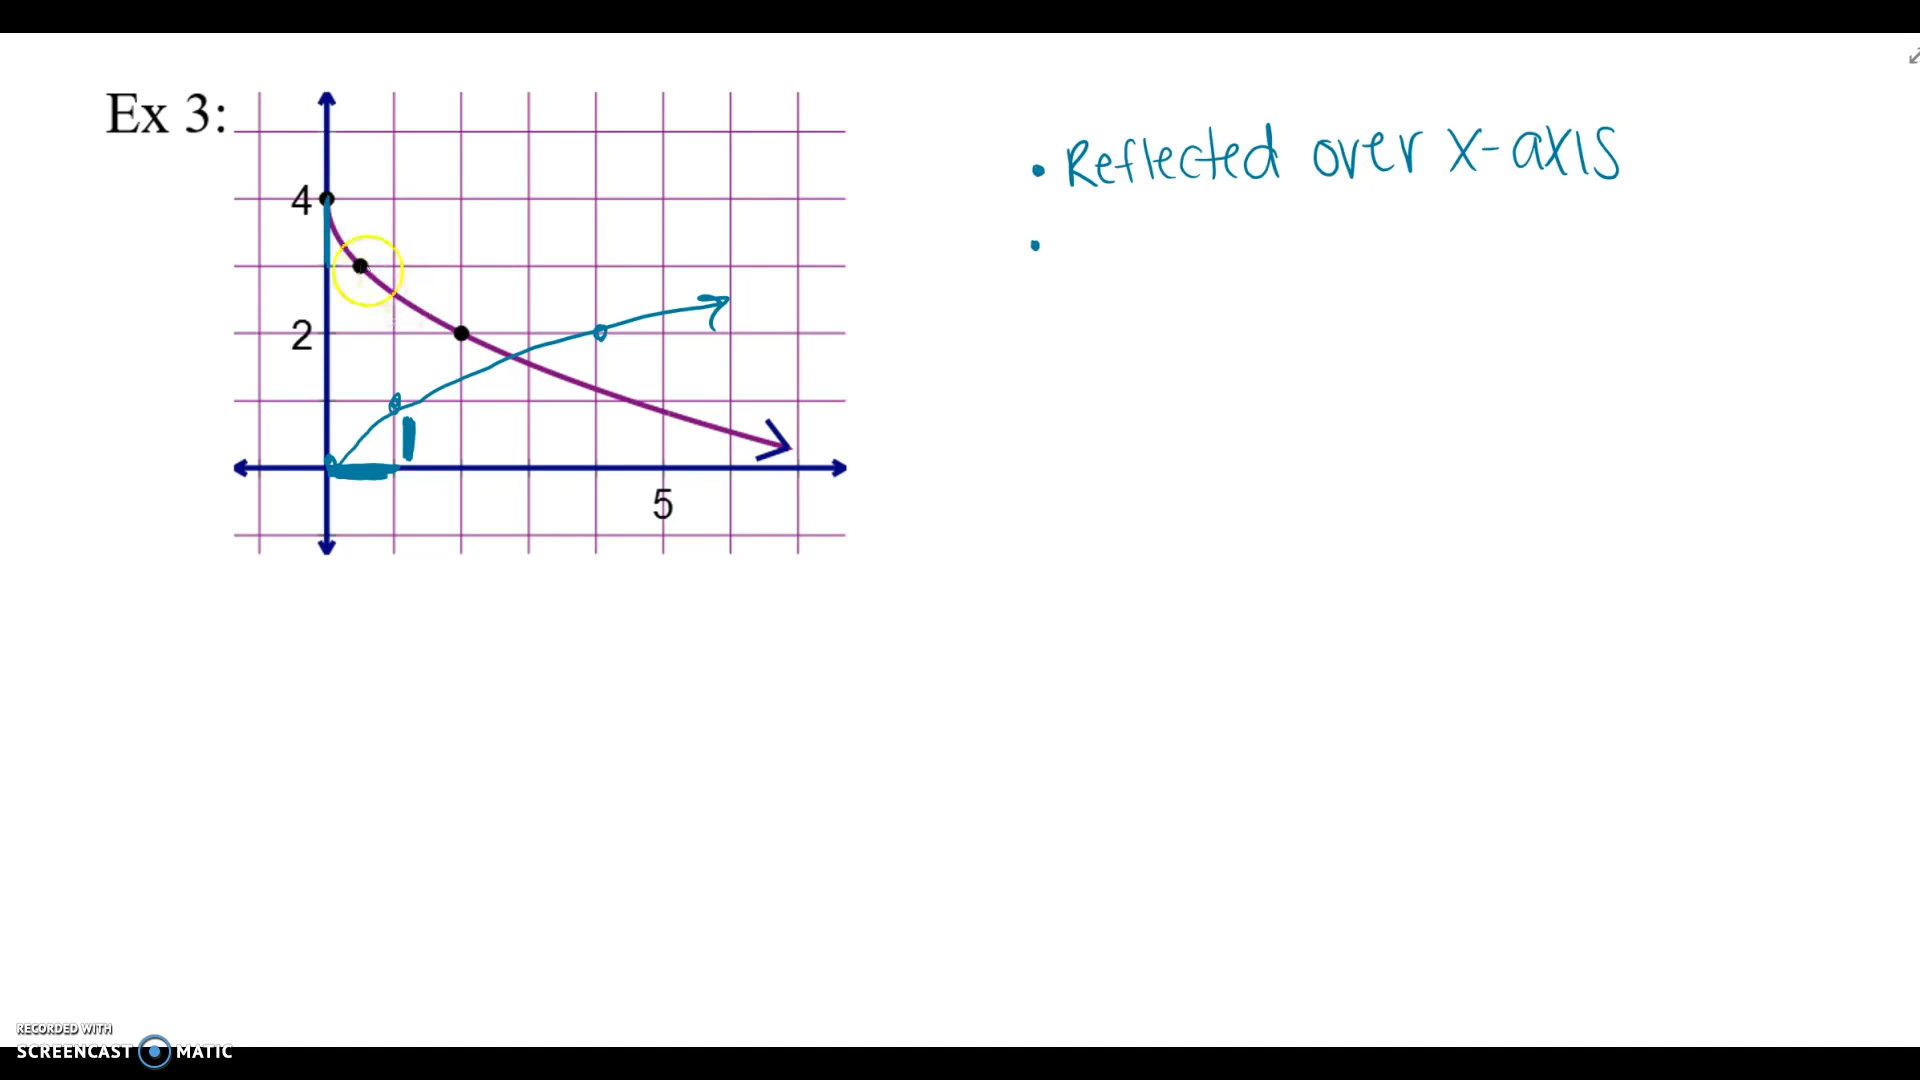 Ex 3:
4
2
5
• Reflected over x-axis
•
RECORDED WITH
SCREENCAST MATIC